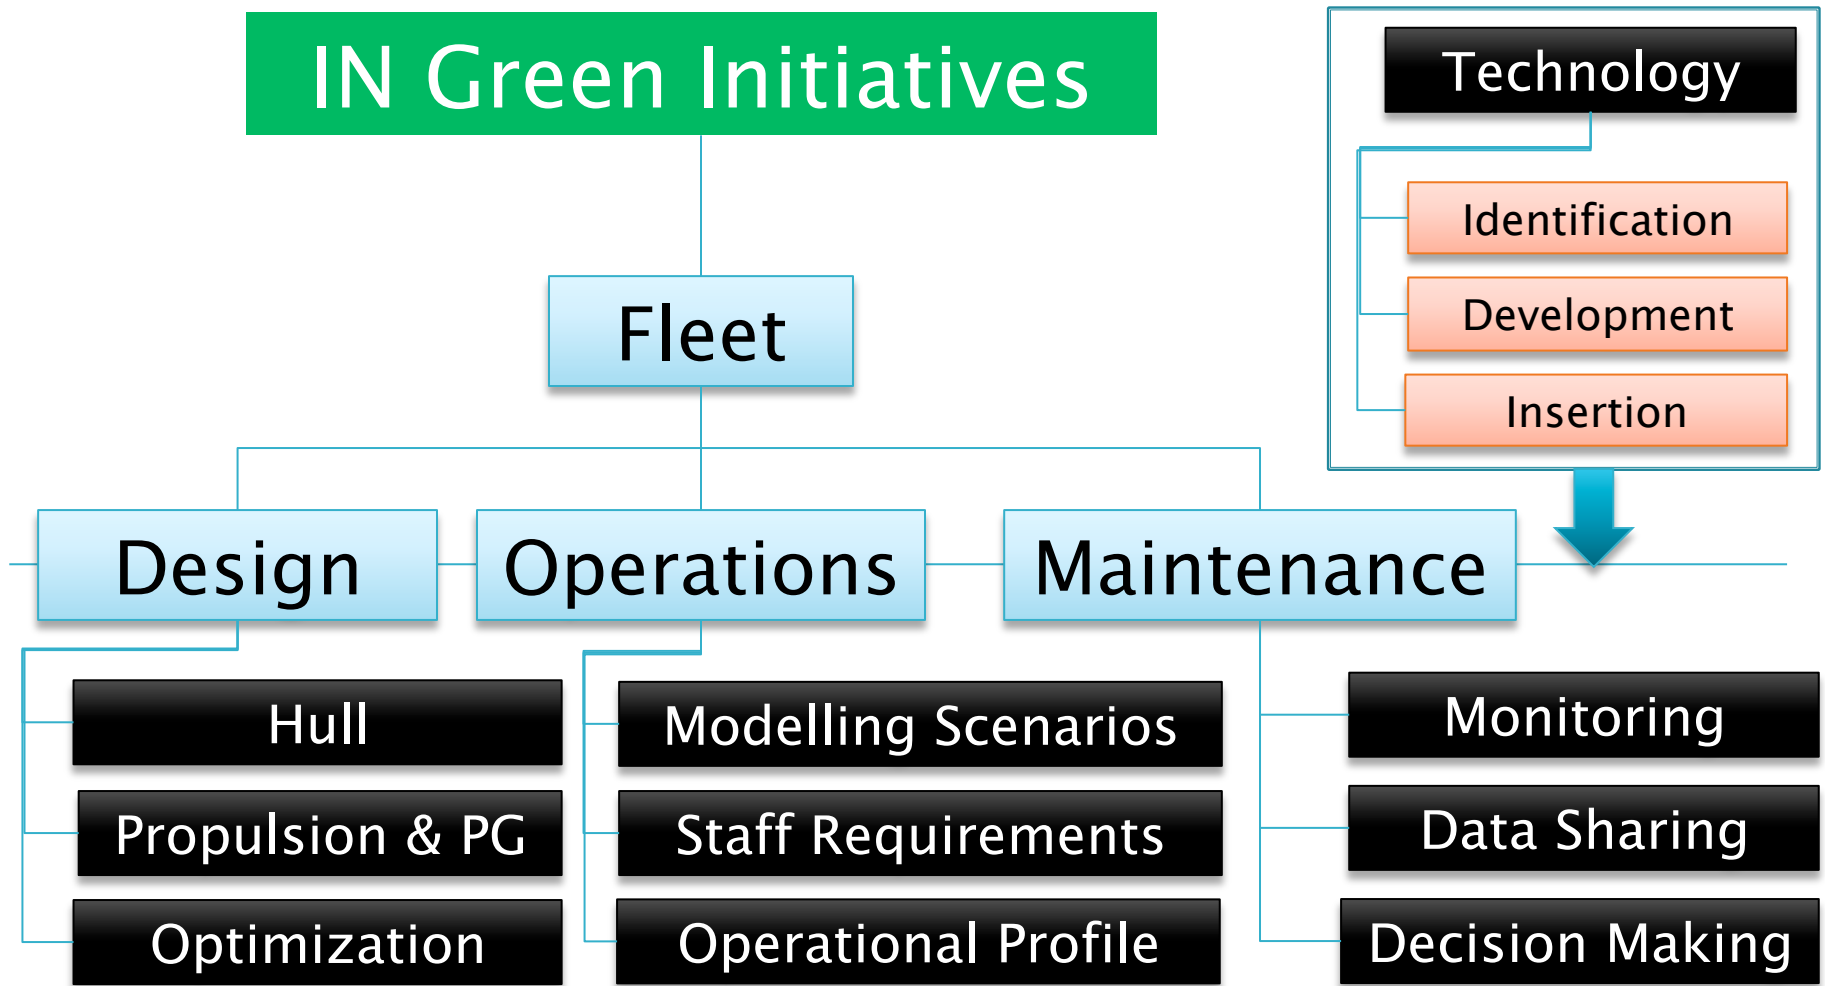 IN Green Initiatives
Technology
Identification
Development
Insertion
Fleet
Design
Operations
Maintenance
Hull
Propulsion & PG
Optimization
Modelling Scenarios
Staff Requirements
Operational Profile
Monitoring
Data Sharing
Decision Making